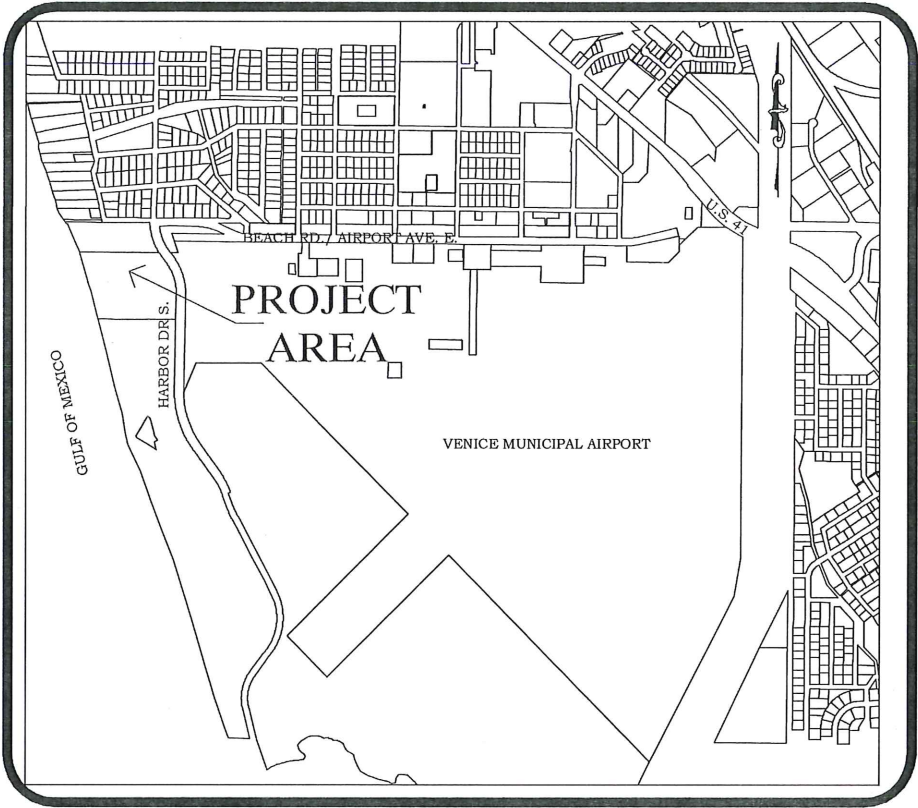 U.S. 41
BEACH RD. / AIRPORT AVE. E.
PROJECT
AREA
HARBOR DR S.
GULF OF MEXICO
VENICE MUNICIPAL AIRPORT